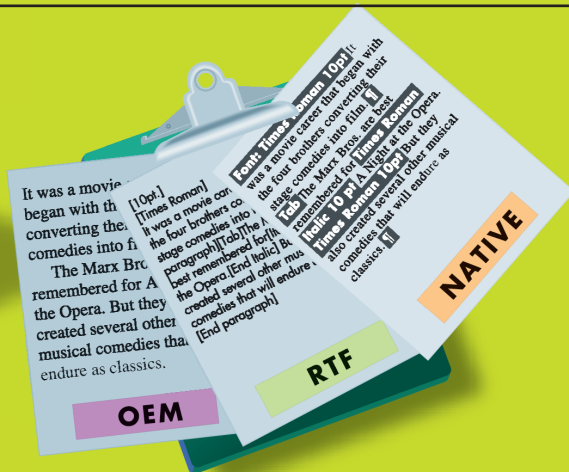 It was a movie
began with th
converting the
comedies into fi
The Marx Bro
remembered for A
the Opera. But they
created several other
musical comedies tha
endure as classics.
OEM
[10pt.]
[Times Roman]
It was a movie car
the four brothers co
stage comedies into
paragraph][Tab]The
best remembered for[It
the Opera.[End Italic] Bu
created several other mus
comedies that will endure
[End paragraph]
RTF
Font: Times Roman 10pt It
was a movie career that began with
the four brothers converting their
stage comedies into film. ¶
Tab The Marx Bros. are best
remembered for Times Roman
Italic 10 pt A Night at the Opera.
Times Roman 10pt But they
also created several other musical
comedies that will endure as
classics. ¶
NATIVE